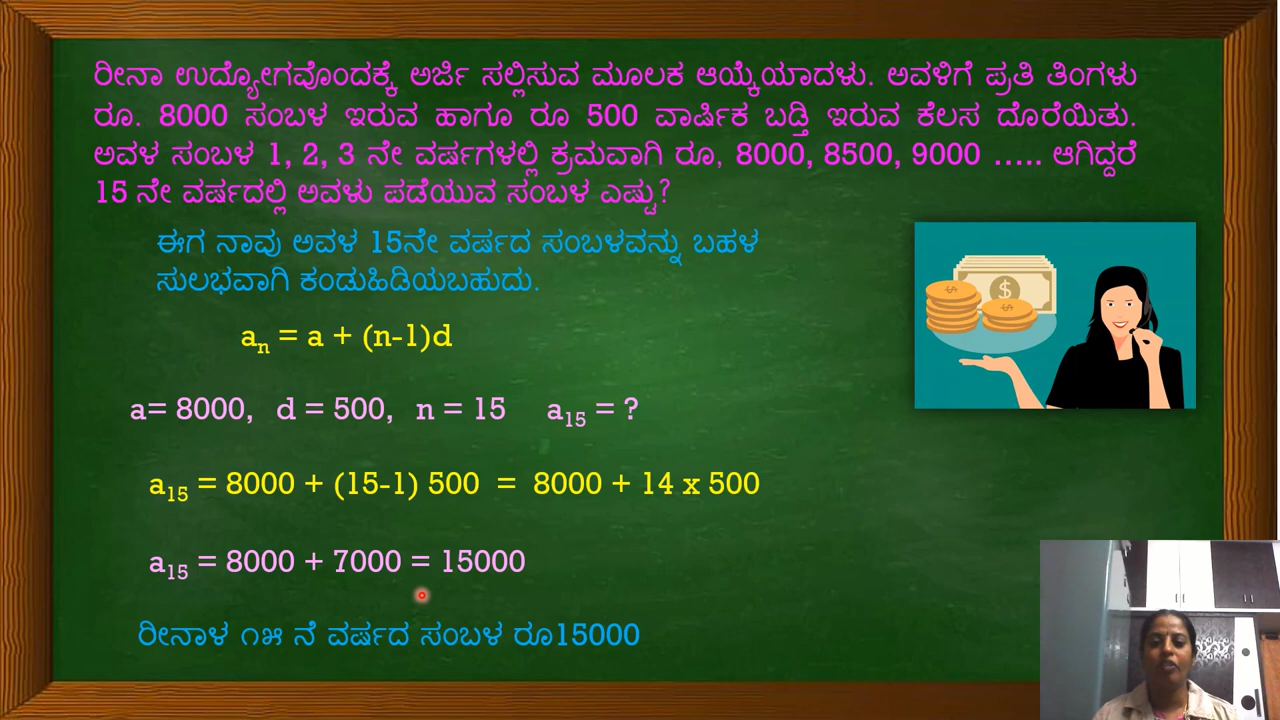 ರೀನಾ ಉದ್ಯೋಗವೊಂದಕ್ಕೆ ಅರ್ಜಿ ಸಲ್ಲಿಸುವ ಮೂಲಕ ಆಯ್ಕೆಯಾದಳು. ಅವಳಿಗೆ ಪ್ರತಿ ತಿಂಗಳು
ರೂ. 8000 ಸಂಬಳ ಇರುವ ಹಾಗೂ ರೂ 500 ವಾರ್ಷಿಕ ಬಡ್ತಿ ಇರುವ ಕೆಲಸ ದೊರೆಯಿತು.
ಅವಳ ಸಂಬಳ 1, 2, 3 ನೇ ವರ್ಷಗಳಲ್ಲಿ ಕ್ರಮವಾಗಿ ರೂ, 8000, 8500, 9000 ..... ಆಗಿದ್ದರೆ
15 ನೇ ವರ್ಷದಲ್ಲಿ ಅವಳು ಪಡೆಯುವ ಸಂಬಳ ಎಷ್ಟು?
ಈಗ ನಾವು ಅವಳ 15ನೇ ವರ್ಷದ ಸಂಬಳವನ್ನು ಬಹಳ
ಸುಲಭವಾಗಿ ಕಂಡುಹಿಡಿಯಬಹುದು.
aₙ = a + (n-1)d
a= 8000, d = 500, n = 15 a₁₅ = ?
a₁₅ = 8000 + (15-1) 500 = 8000 + 14 x 500
a₁₅ = 8000 + 7000 = 15000
ರೀನಾಳ ೧೫ ನೆ ವರ್ಷದ ಸಂಬಳ ರೂ15000